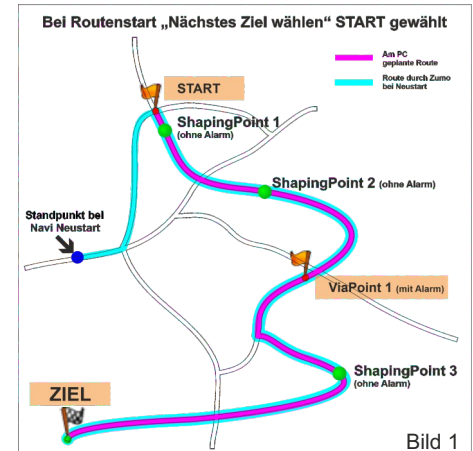 Bei Routenstart „Nächstes Ziel wählen“ START gewählt
Am PC
geplante Route
Route durch Zumo
bei Neustart
START
ShapingPoint 1
(ohne Alarm)
ShapingPoint 2 (ohne Alarm)
Standpunkt bei
Navi Neustart
ViaPoint 1 (mit Alarm)
ShapingPoint 3
(ohne Alarm)
ZIEL
Bild 1